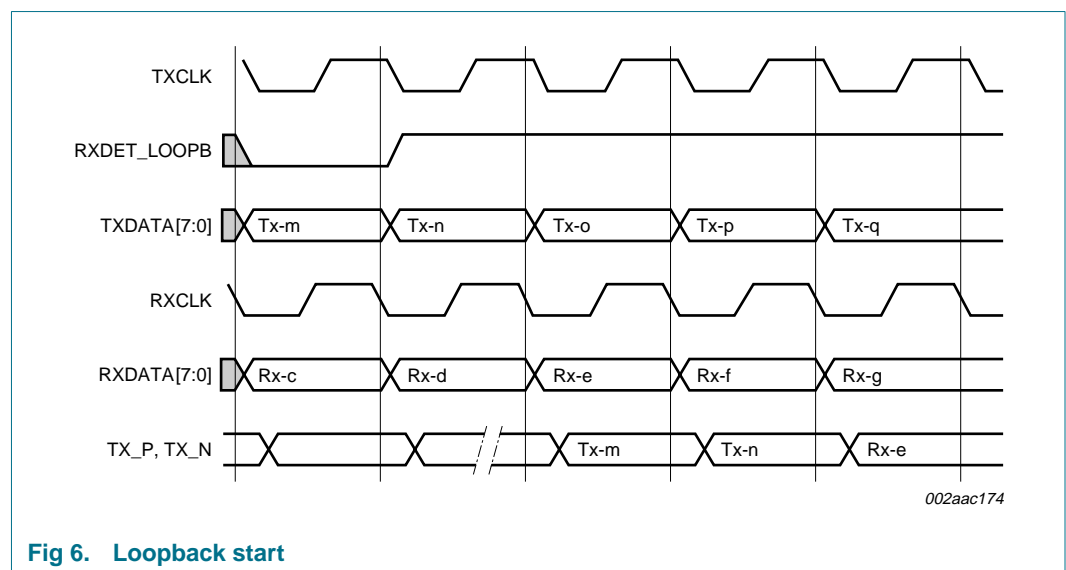 TXCLK
RXDET_LOOPB
TXDATA[7:0] Tx-m Tx-n Tx-o Tx-p Tx-q
RXCLK
RXDATA[7:0] Rx-c Rx-d Rx-e Rx-f Rx-g
TX_P, TX_N Tx-m Tx-n Rx-e
002aac174
Fig 6. Loopback start